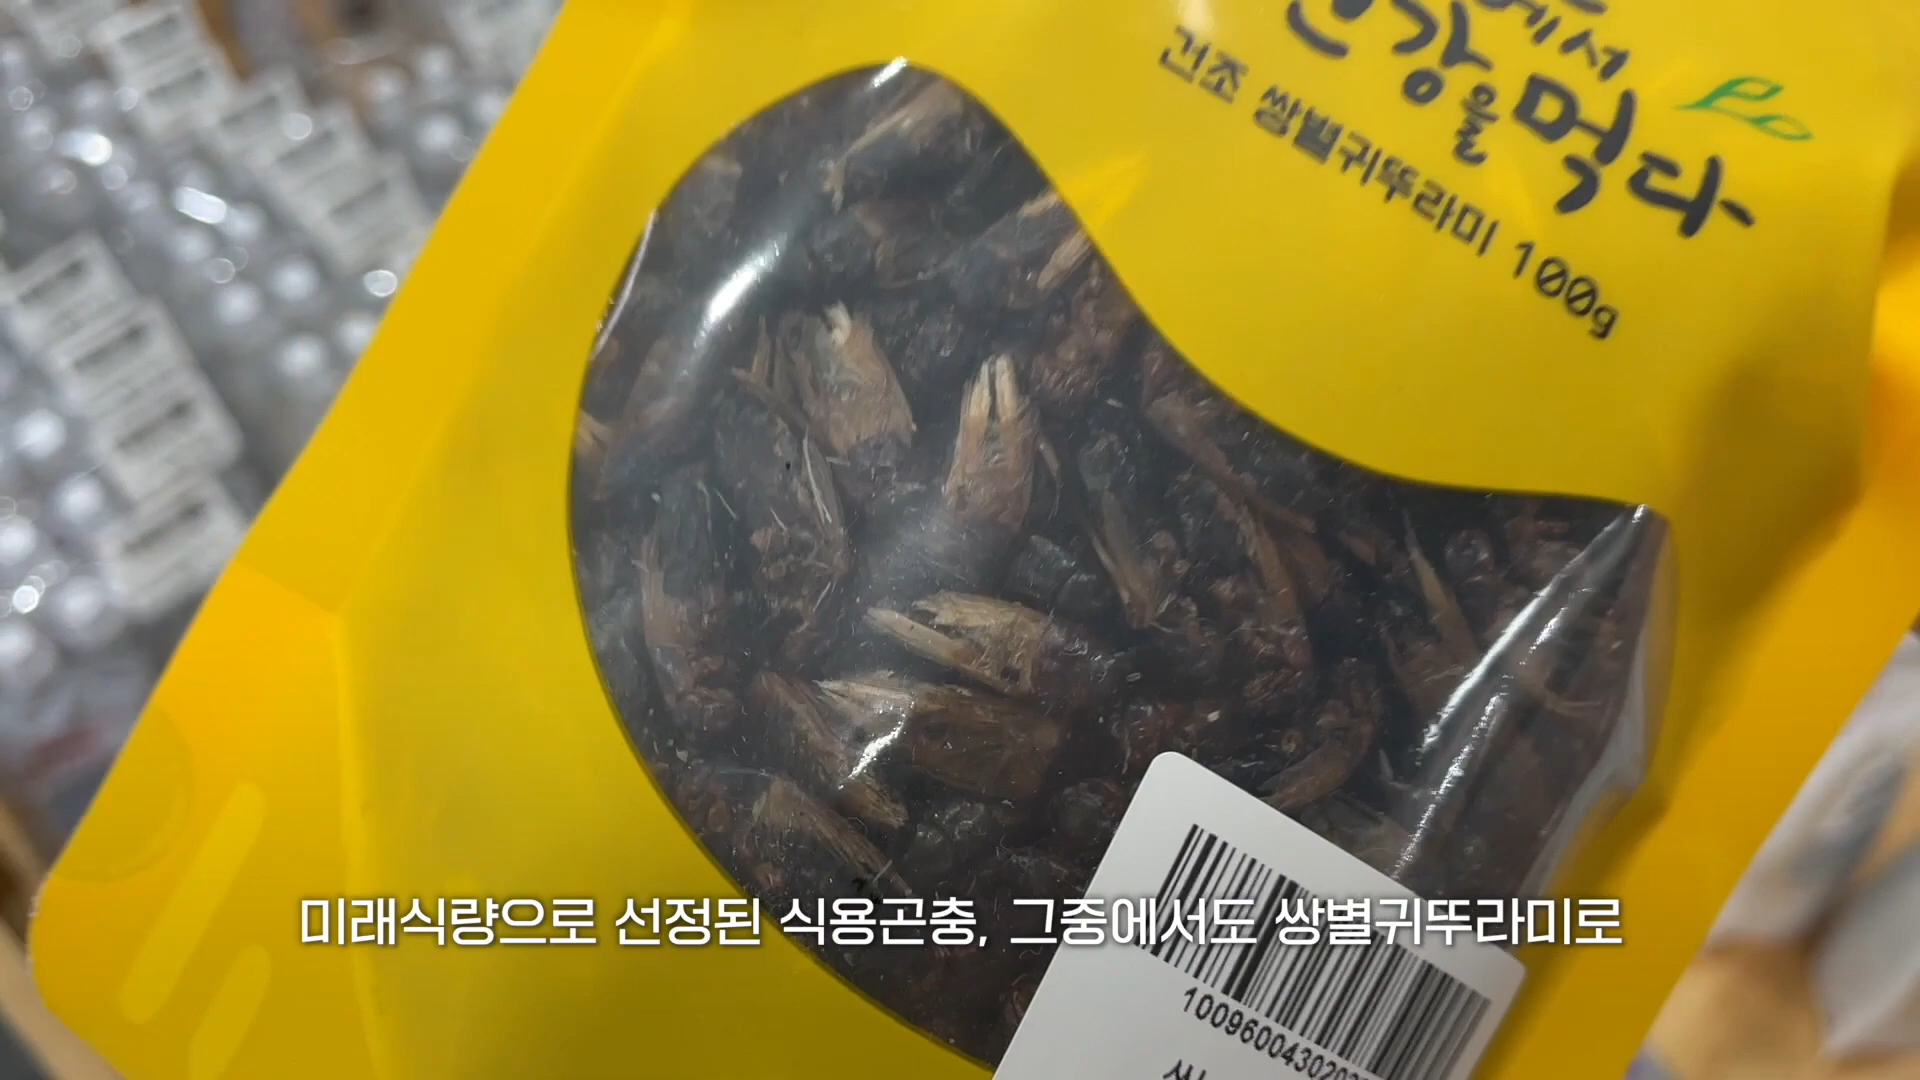 에서
건강을 먹다
건조 쌍별귀뚜라미 100g
미래식량으로 선정된 식용곤충, 그중에서도 쌍별귀뚜라미로